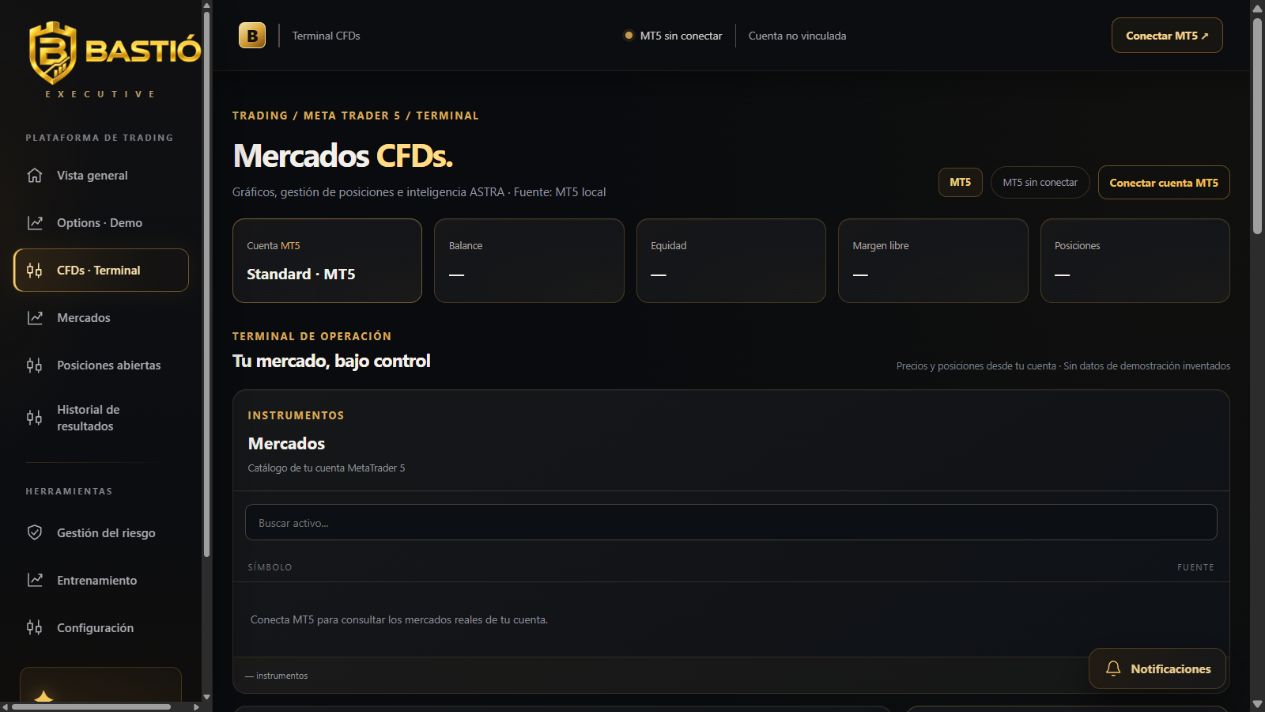 BASTIÓ
EXECUTIVE
PLATAFORMA DE TRADING
Vista general
Options · Demo
CFDs · Terminal
Mercados
Posiciones abiertas
Historial de
resultados
HERRAMIENTAS
Gestión del riesgo
Entrenamiento
Configuración
B
Terminal CFDs
MT5 sin conectar
Cuenta no vinculada
Conectar MT5 ↗
TRADING / META TRADER 5 / TERMINAL
Mercados CFDs.
Gráficos, gestión de posiciones e inteligencia ASTRA · Fuente: MT5 local
MT5
MT5 sin conectar
Conectar cuenta MT5
Cuenta MT5
Standard · MT5
Balance
—
Equidad
—
Margen libre
—
Posiciones
—
TERMINAL DE OPERACIÓN
Tu mercado, bajo control
Precios y posiciones desde tu cuenta · Sin datos de demostración inventados
INSTRUMENTOS
Mercados
Catálogo de tu cuenta MetaTrader 5
Buscar activo...
SÍMBOLO
FUENTE
Conecta MT5 para consultar los mercados reales de tu cuenta.
— instrumentos
Notificaciones